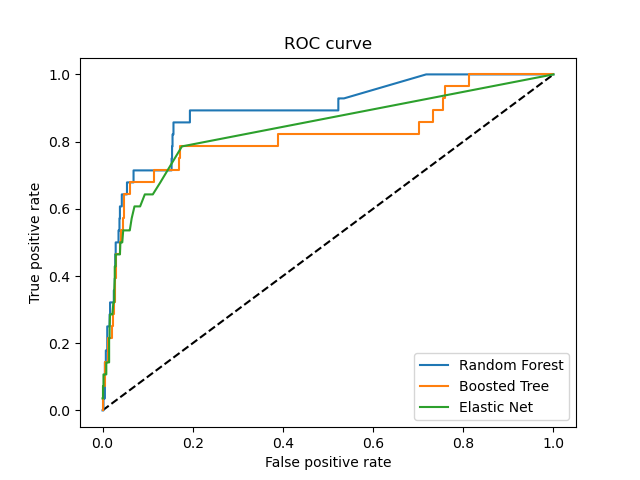 ROC curve
True positive rate
1.0
0.8
0.6
0.4
0.2
0.0
Random Forest
Boosted Tree
Elastic Net
0.0 0.2 0.4 0.6 0.8 1.0
False positive rate